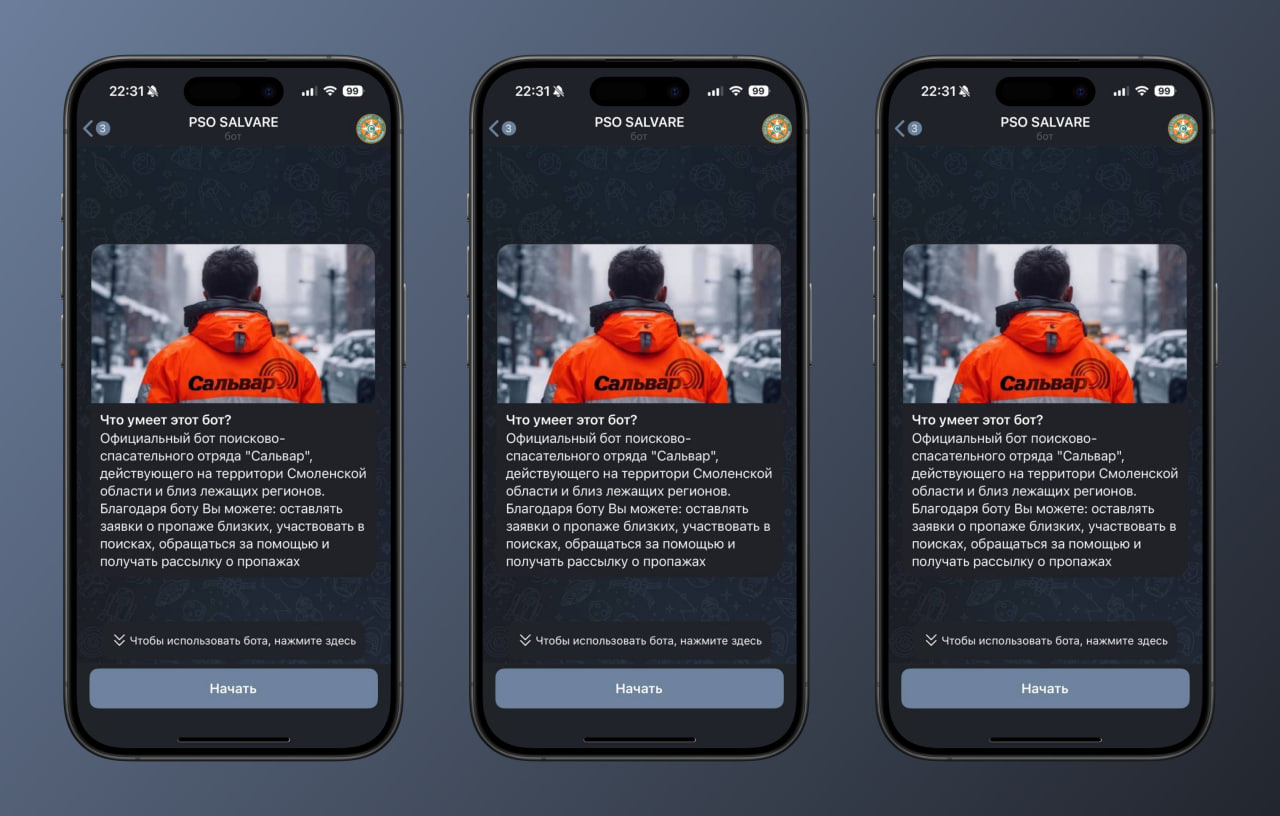 22:31
99
3
PSO SALVARE
бот
Сальвар
Что умеет этот бот?
Официальный бот поисково-
спасательного отряда "Сальвар",
действующего на территори Смоленской
области и близ лежащих регионов.
Благодаря боту Вы можете: оставлять
заявки о пропаже близких, участвовать в
поисках, обращаться за помощью и
получать рассылку о пропажах
Чтобы использовать бота, нажмите здесь
Начать
22:31
99
3
PSO SALVARE
бот
Сальвар
Что умеет этот бот?
Официальный бот поисково-
спасательного отряда "Сальвар",
действующего на территори Смоленской
области и близ лежащих регионов.
Благодаря боту Вы можете: оставлять
заявки о пропаже близких, участвовать в
поисках, обращаться за помощью и
получать рассылку о пропажах
Чтобы использовать бота, нажмите здесь
Начать
22:31
99
3
PSO SALVARE
бот
Сальвар
Что умеет этот бот?
Официальный бот поисково-
спасательного отряда "Сальвар",
действующего на территори Смоленской
области и близ лежащих регионов.
Благодаря боту Вы можете: оставлять
заявки о пропаже близких, участвовать в
поисках, обращаться за помощью и
получать рассылку о пропажах
Чтобы использовать бота, нажмите здесь
Начать